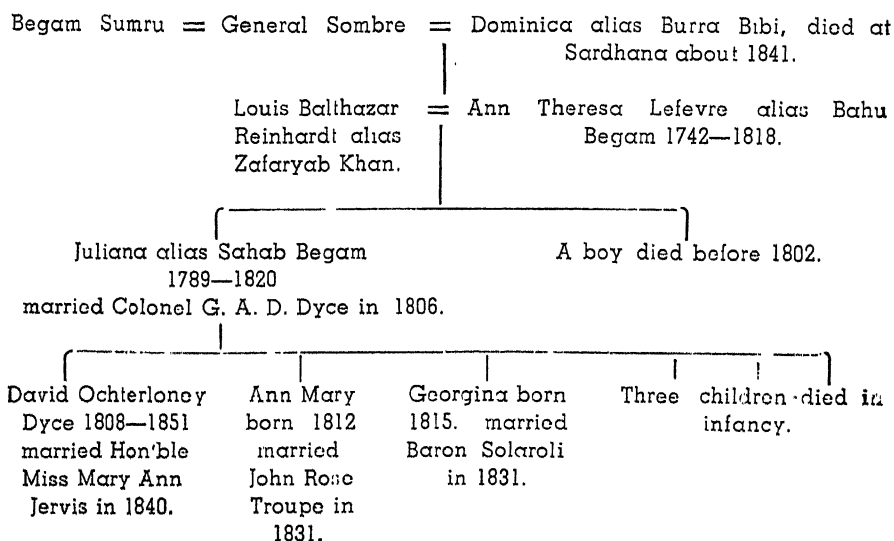 Begam Sumru = General Sombre = Dominica alias Burra Bibi, died at
Sardhana about 1841.
Louis Balthazar = Ann Theresa Lefevre alias Bahu
Reinhardt alias Begam 1742—1818.
Zafaryab Khan.
Juliana alias Sahab Begam A boy died before 1802.
1789—1820
married Colonel G. A. D. Dyce in 1806.
David Ochterloney Ann Mary Georgina born Three children died in
Dyce 1808—1851 born 1812 1815. married infancy.
married Hon'ble married Baron Solaroli
Miss Mary Ann John Rose in 1831.
Jervis in 1840. Troupe in
1831.